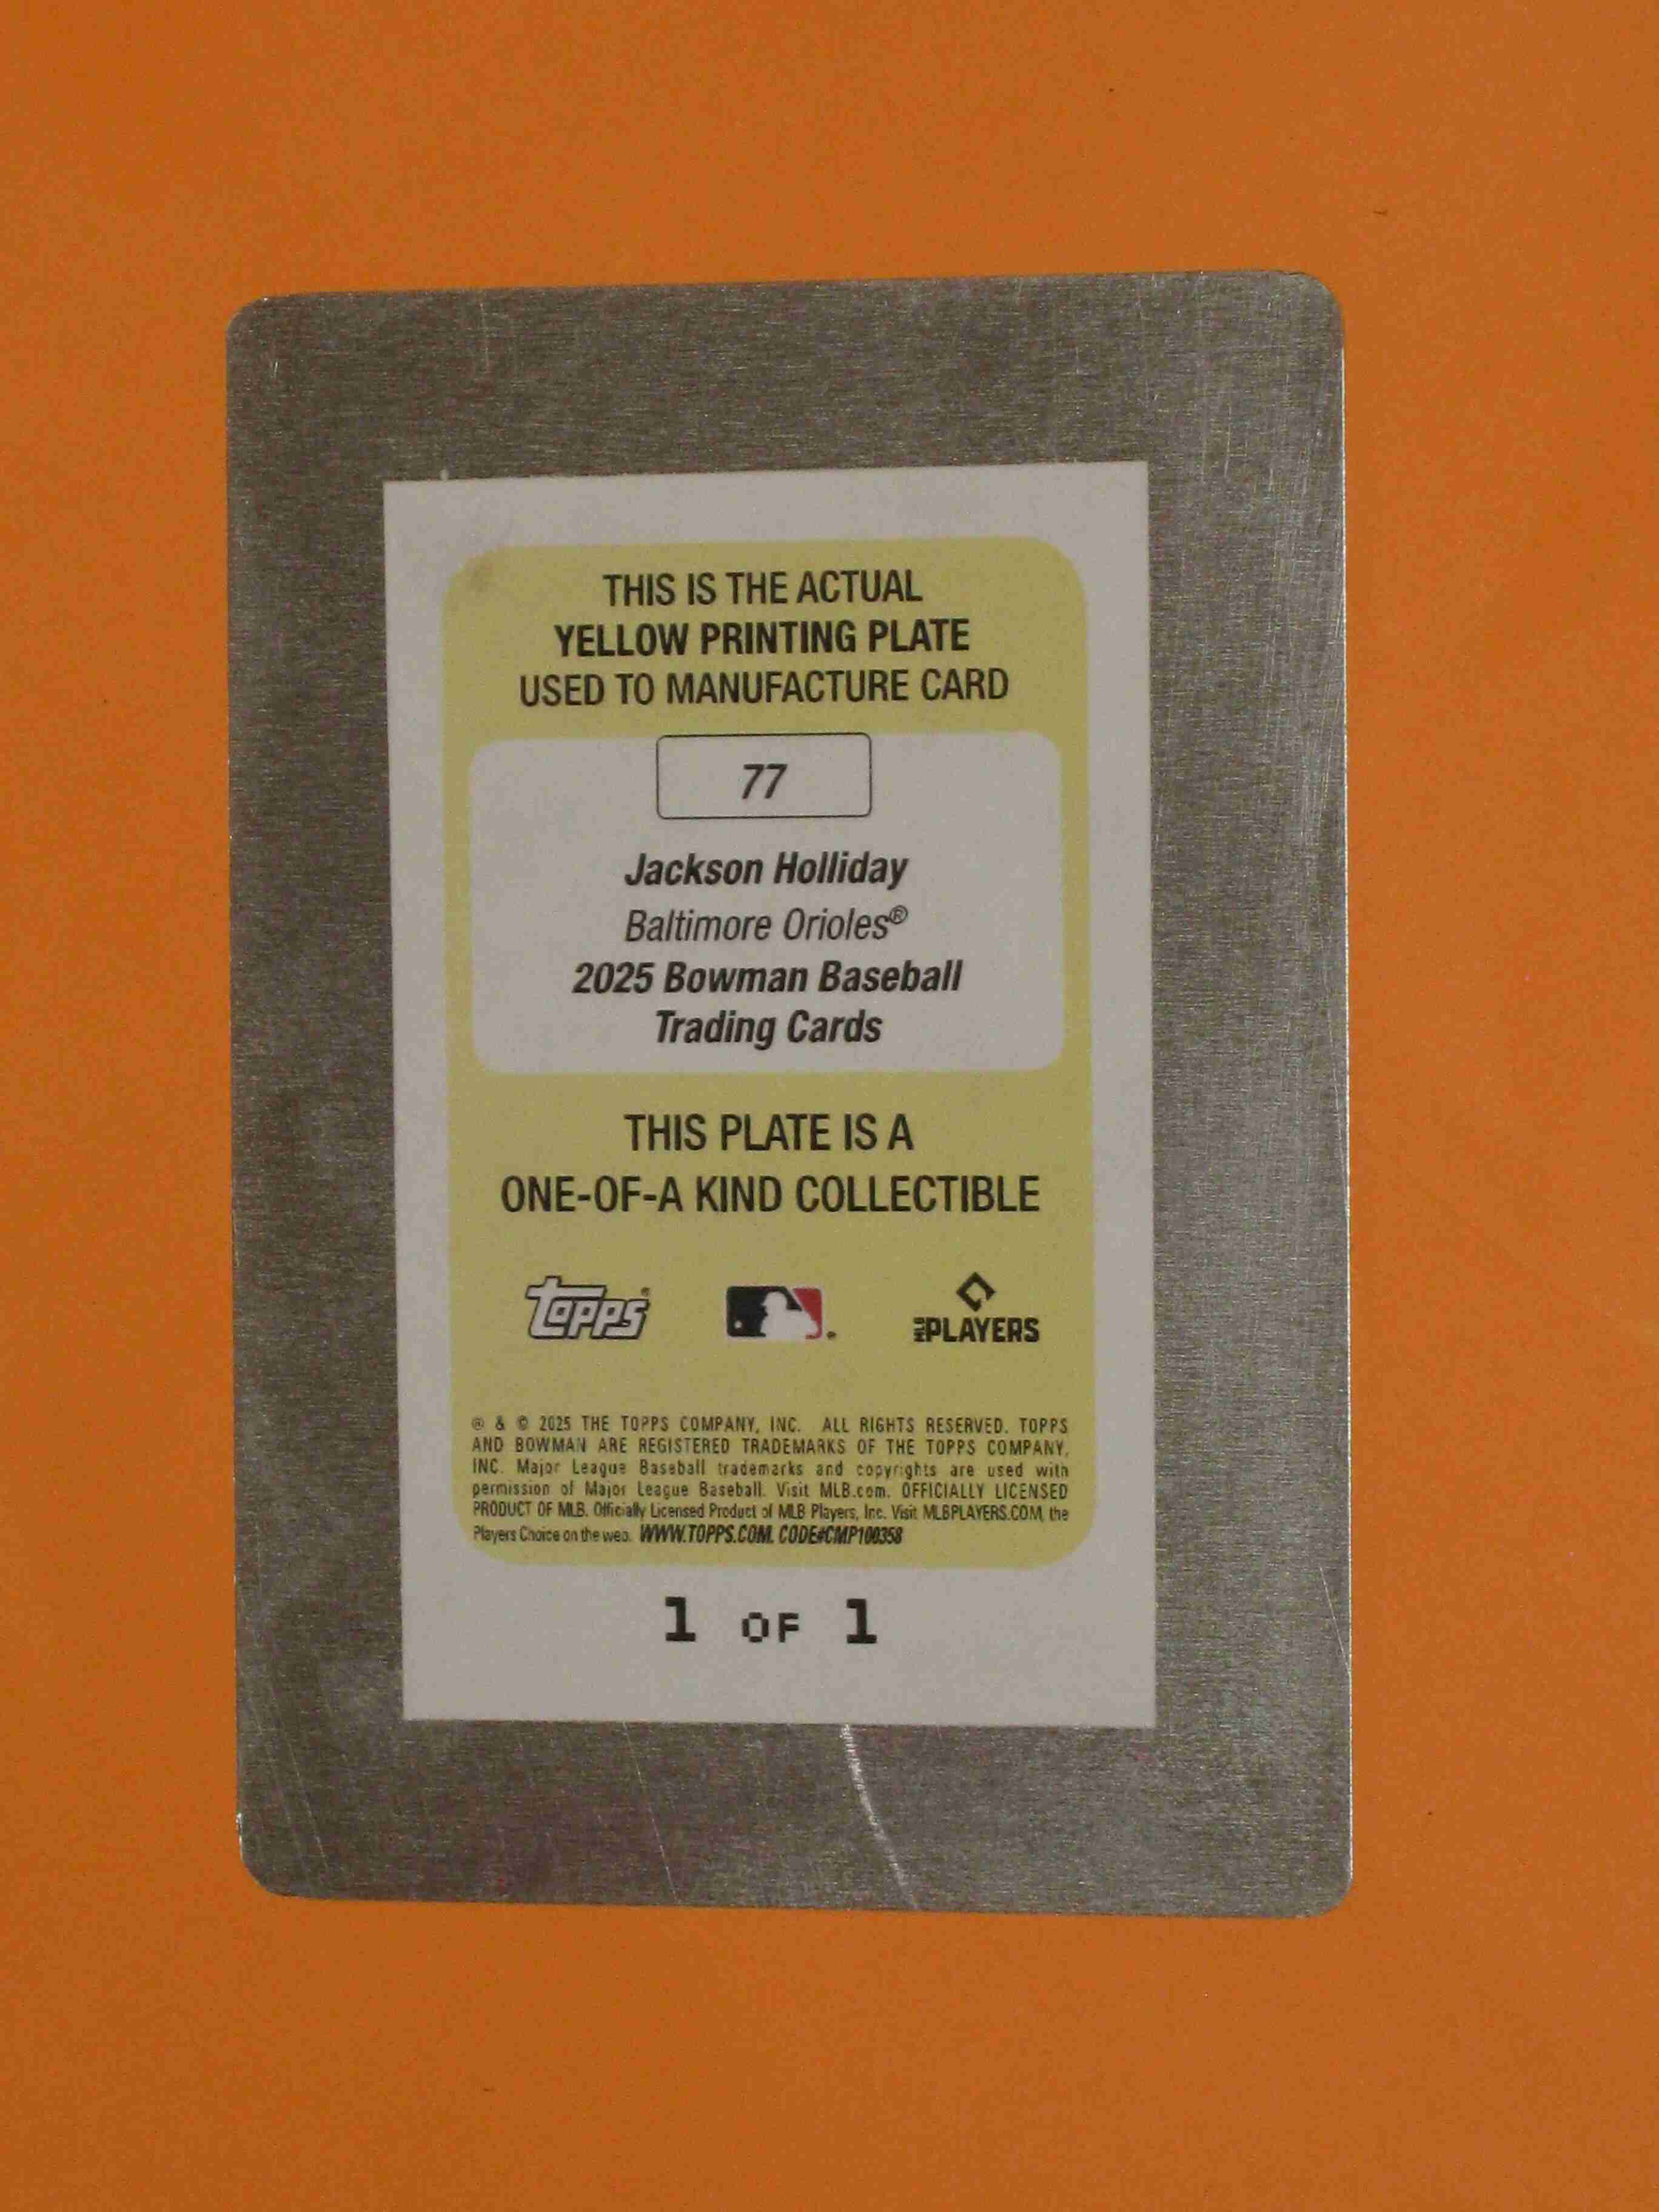 THIS IS THE ACTUAL
YELLOW PRINTING PLATE
USED TO MANUFACTURE CARD
77
Jackson Holliday
Baltimore Orioles®
2025 Bowman Baseball
Trading Cards
THIS PLATE IS A
ONE-OF-A KIND COLLECTIBLE
topps®
MLB PLAYERS
® & © 2025 THE TOPPS COMPANY, INC. ALL RIGHTS RESERVED. TOPPS
AND BOWMAN ARE REGISTERED TRADEMARKS OF THE TOPPS COMPANY,
INC. Major League Baseball trademarks and copyrights are used with
permission of Major League Baseball. Visit MLB.com. OFFICIALLY LICENSED
PRODUCT OF MLB. Officially Licensed Product of MLB Players, Inc. Visit MLBPLAYERS.COM, the
Players Choice on the web. WWW.TOPPS.COM. CODE#CMP100358
1 OF 1